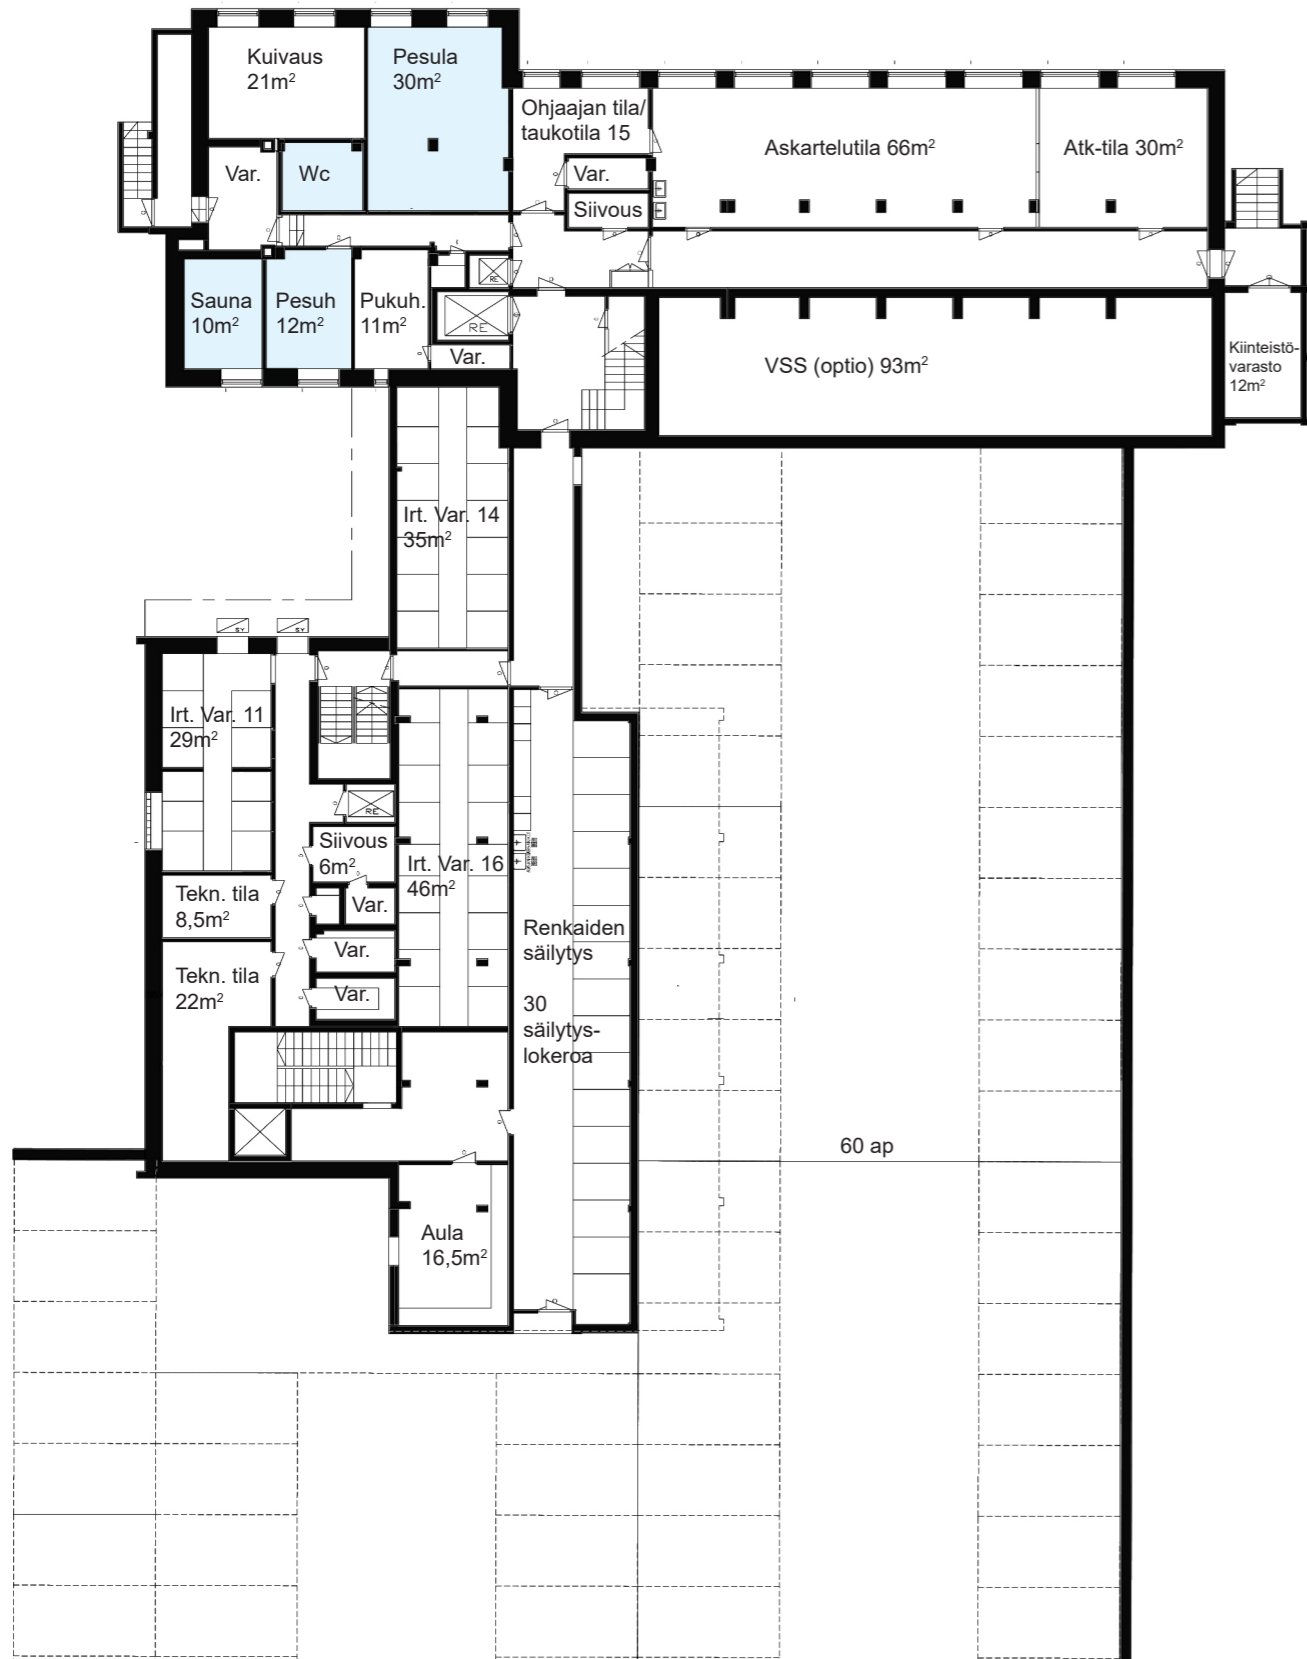 Kuivaus
21m²
Pesula
30m²
Ohjaajan tila/
taukotila 15
Askartelutila 66m²
Atk-tila 30m²
Var.
Wc
Var.
Siivous
Sauna
10m²
Pesuh
12m²
Pukuh.
11m²
RE
RE
Var.
VSS (optio) 93m²
Kiinteistö-
varasto
12m²
Irt. Var. 14
35m²
SY
SY
Irt. Var. 11
29m²
RE
Siivous
6m²
Irt. Var. 16
46m²
Tekn. tila
8,5m²
Var.
Var.
Tekn. tila
22m²
Var.
Renkaiden
säilytys
30
säilytys-
lokeroa
60 ap
Aula
16,5m²